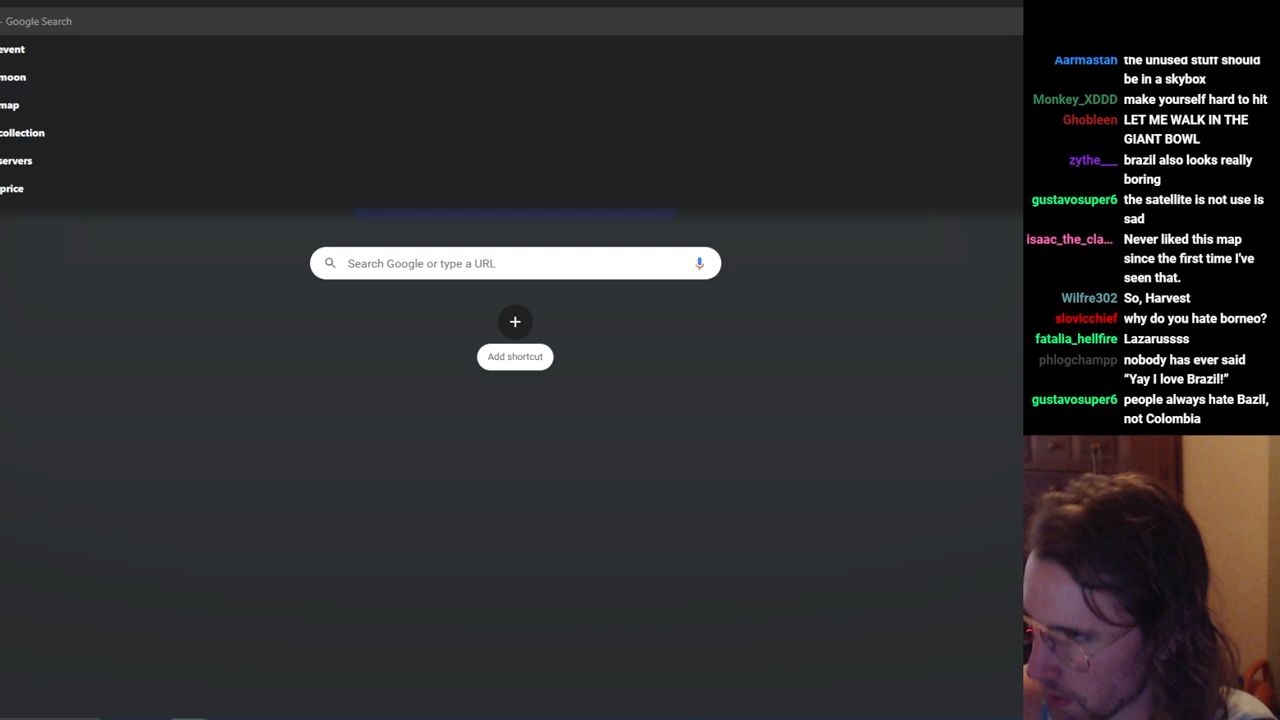 - Google Search
event
moon
map
collection
servers
price
Search Google or type a URL
Add shortcut
Aarmastah the unused stuff should
be in a skybox
Monkey_XDDD make yourself hard to hit
Ghobleen LET ME WALK IN THE
GIANT BOWL
zythe___ brazil also looks really
boring
gustavosuper6 the satellite is not use is
sad
isaac_the_cla... Never liked this map
since the first time I've
seen that.
Wilfre302 So, Harvest
slovicchief why do you hate borneo?
fatalia_hellfire Lazarussss
phlogchampp nobody has ever said
“Yay I love Brazil!”
gustavosuper6 people always hate Bazil,
not Colombia